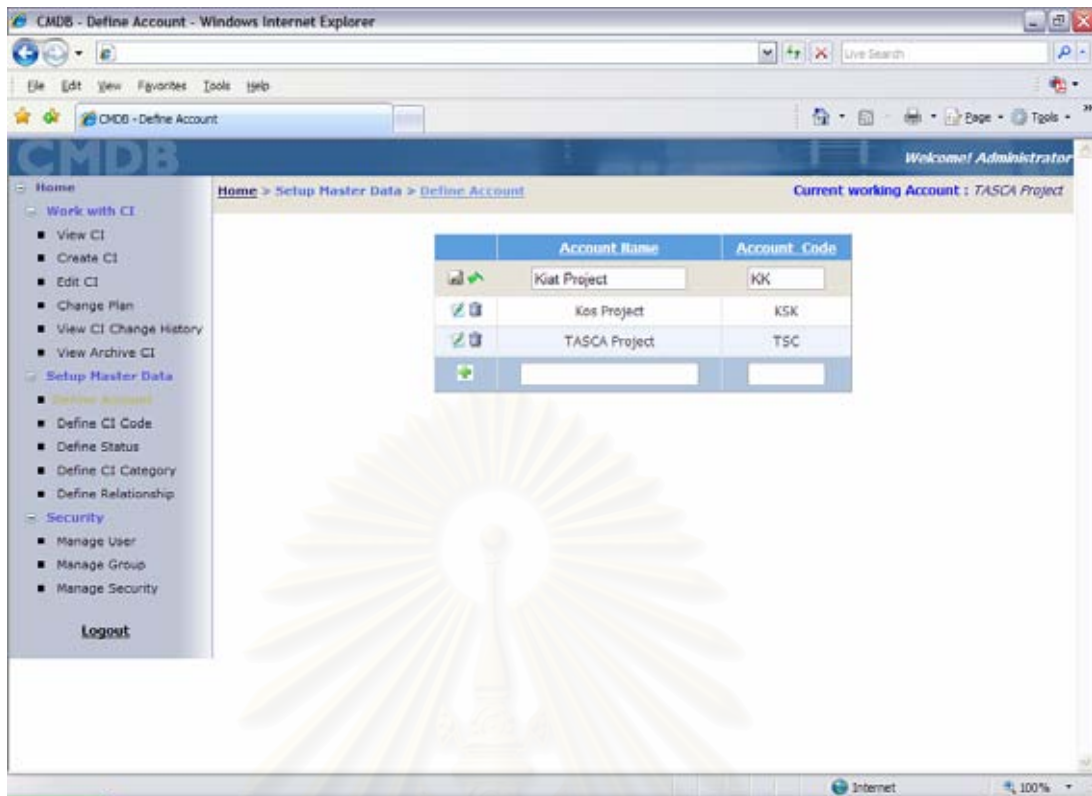 CMDB - Define Account - Windows Internet Explorer
Live Search
File Edit View Favorites Tools Help
CMDB - Define Account
Page Tools
CMDB
Welcome! Administrator
Home > Setup Master Data > Define Account
Current working Account : TASCA Project
Home
Work with CI
View CI
Create CI
Edit CI
Change Plan
View CI Change History
View Archive CI
Setup Master Data
Define Account
Define CI Code
Define Status
Define CI Category
Define Relationship
Security
Manage User
Manage Group
Manage Security
Logout
Account Name Account Code
Kiat Project KK
Kos Project KSK
TASCA Project TSC
Internet 100%